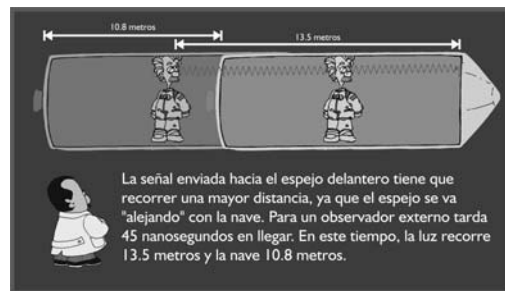 10.8 metros
13.5 metros
La señal enviada hacia el espejo delantero tiene que
recorrer una mayor distancia, ya que el espejo se va
"alejando" con la nave. Para un observador externo tarda
45 nanosegundos en llegar. En este tiempo, la luz recorre
13.5 metros y la nave 10.8 metros.